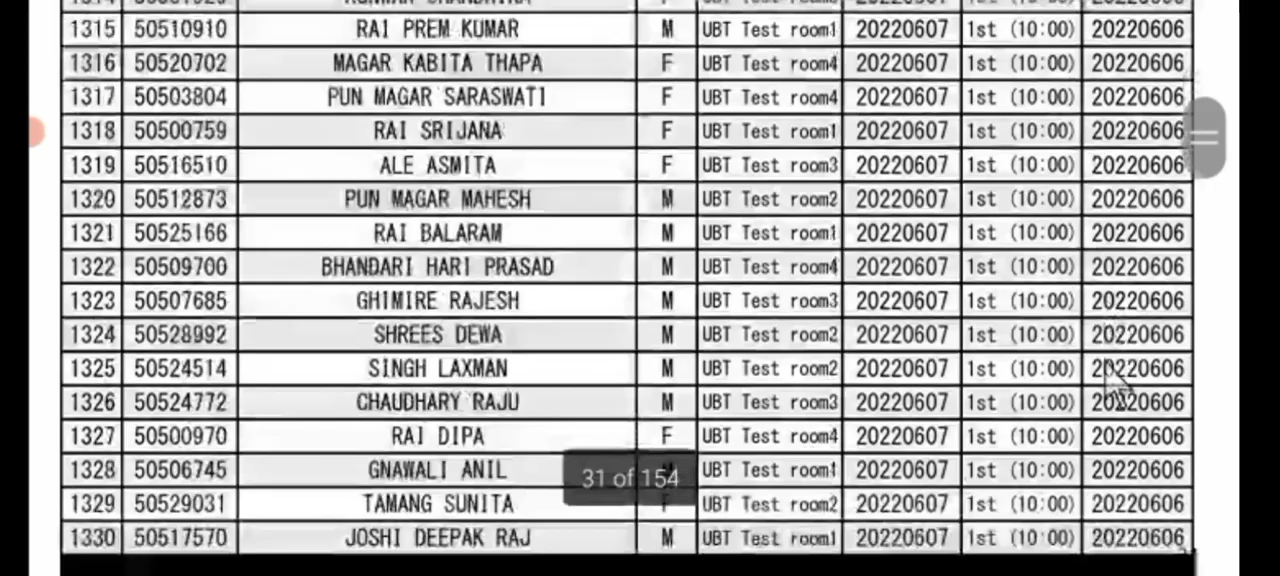 1315 50510910 RAI PREM KUMAR M UBT Test room1 20220607 1st (10:00) 20220606
1316 50520702 MAGAR KABITA THAPA F UBT Test room4 20220607 1st (10:00) 20220606
1317 50503804 PUN MAGAR SARASWATI F UBT Test room4 20220607 1st (10:00) 20220606
1318 50500759 RAI SRIJANA F UBT Test room1 20220607 1st (10:00) 20220606
1319 50516510 ALE ASMITA F UBT Test room3 20220607 1st (10:00) 20220606
1320 50512873 PUN MAGAR MAHESH M UBT Test room2 20220607 1st (10:00) 20220606
1321 50525166 RAI BALARAM M UBT Test room1 20220607 1st (10:00) 20220606
1322 50509700 BHANDARI HARI PRASAD M UBT Test room4 20220607 1st (10:00) 20220606
1323 50507685 GHIMIRE RAJESH M UBT Test room3 20220607 1st (10:00) 20220606
1324 50528992 SHREES DEWA M UBT Test room2 20220607 1st (10:00) 20220606
1325 50524514 SINGH LAXMAN M UBT Test room2 20220607 1st (10:00) 20220606
1326 50524772 CHAUDHARY RAJU M UBT Test room3 20220607 1st (10:00) 20220606
1327 50500970 RAI DIPA F UBT Test room4 20220607 1st (10:00) 20220606
1328 50506745 GNAWALI ANIL UBT Test room1 20220607 1st (10:00) 20220606
31 of 154
1329 50529031 TAMANG SUNITA F UBT Test room2 20220607 1st (10:00) 20220606
1330 50517570 JOSHI DEEPAK RAJ M UBT Test room1 20220607 1st (10:00) 20220606